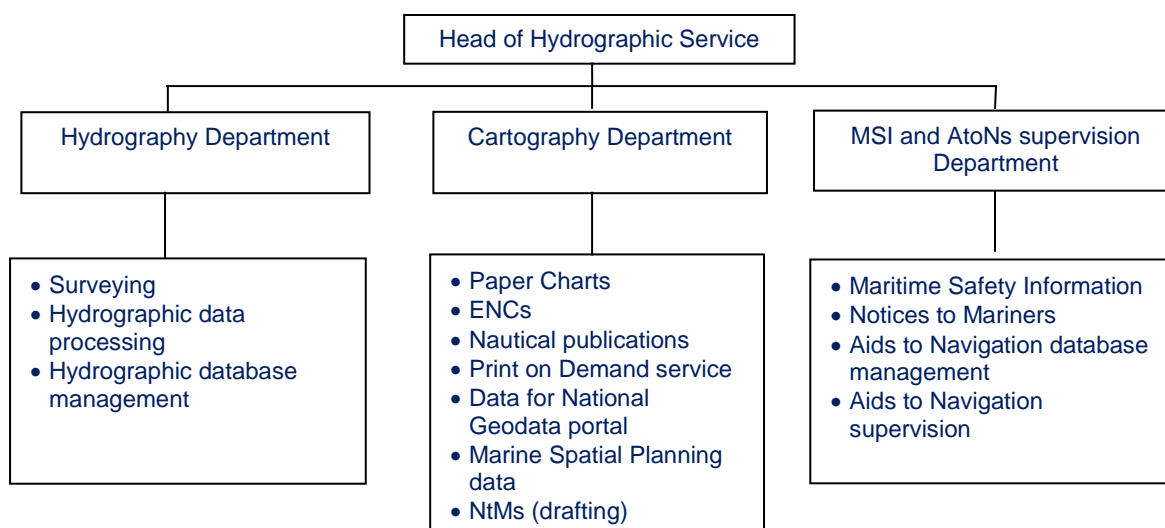 Head of Hydrographic Service
Hydrography Department
Cartography Department
MSI and AtoNs supervision
Department
• Surveying
• Hydrographic data
processing
• Hydrographic database
management
• Paper Charts
• ENCs
• Nautical publications
• Print on Demand service
• Data for National
Geodata portal
• Marine Spatial Planning
data
• NtMs (drafting)
• Maritime Safety Information
• Notices to Mariners
• Aids to Navigation database
management
• Aids to Navigation
supervision